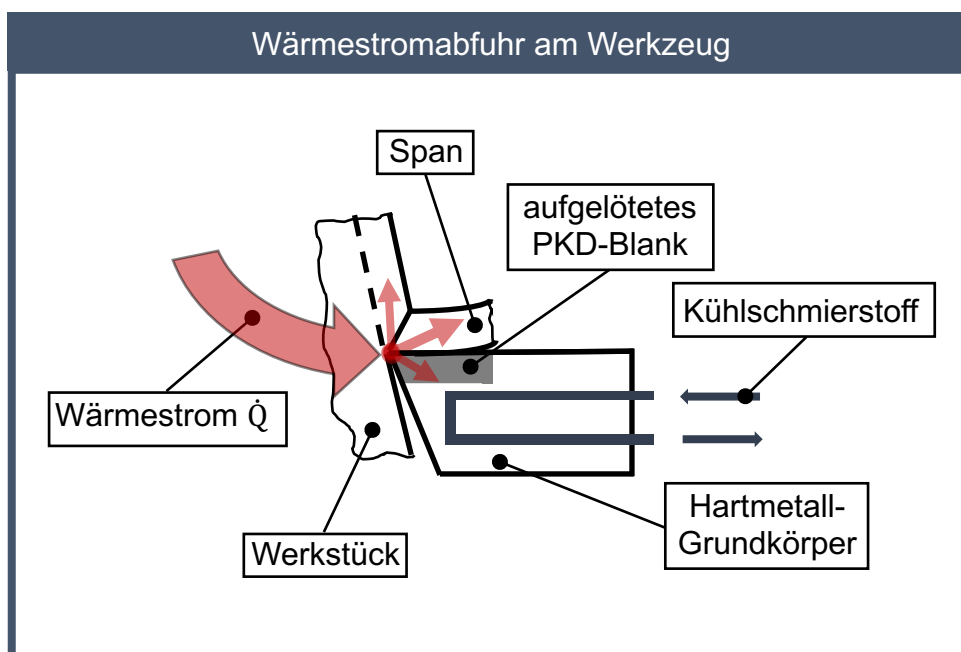 Wärmestromabfuhr am Werkzeug
Span
aufgelötetes
PKD-Blank
Kühlschmierstoff
Wärmestrom Q̇
Werkstück
Hartmetall-
Grundkörper